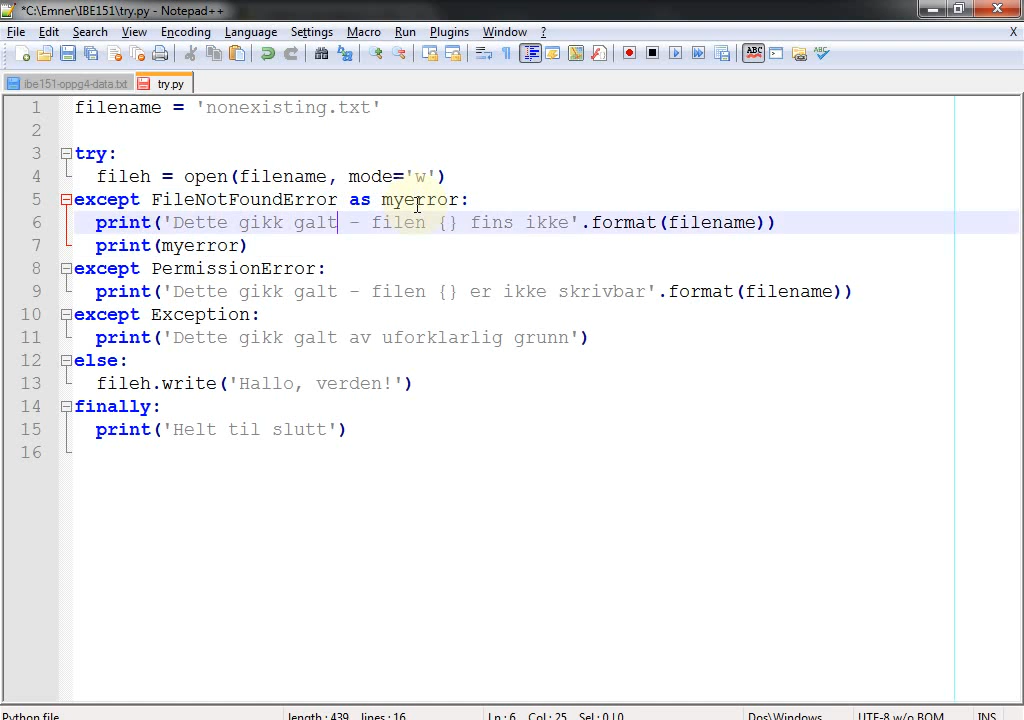 *C:\Emner\IBE151\try.py - Notepad++
File Edit Search View Encoding Language Settings Macro Run Plugins Window ? X
ibe151-oppg4-data.txt try.py
1 filename = 'nonexisting.txt'
2
3 try:
4 fileh = open(filename, mode='w')
5 except FileNotFoundError as myerror:
6 print('Dette gikk galt - filen {} fins ikke'.format(filename))
7 print(myerror)
8 except PermissionError:
9 print('Dette gikk galt - filen {} er ikke skrivbar'.format(filename))
10 except Exception:
11 print('Dette gikk galt av uforklarlig grunn')
12 else:
13 fileh.write('Hallo, verden!')
14 finally:
15 print('Helt til slutt')
16
Python file length : 439 lines : 16 Ln : 6 Col : 25 Sel : 0 | 0 Dos\Windows UTF-8 w/o BOM INS